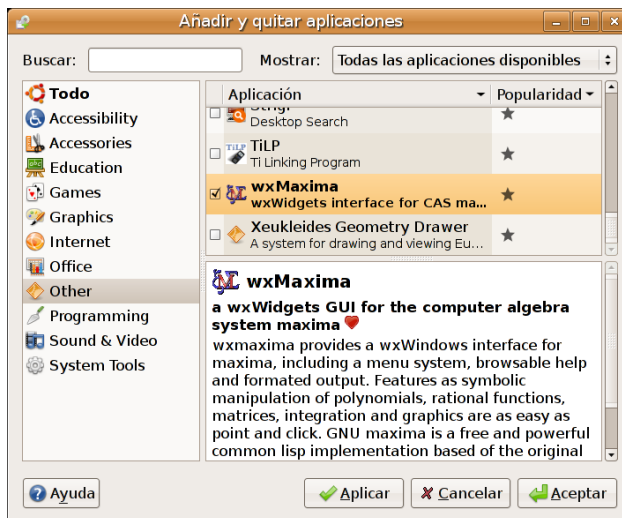 Añadir y quitar aplicaciones
Buscar:
Mostrar: Todas las aplicaciones disponibles
Todo
Accessibility
Accessories
Education
Games
Graphics
Internet
Office
Other
Programming
Sound & Video
System Tools
Aplicación Popularidad
Desktop Search
TiLP
Ti Linking Program
wxMaxima
wxWidgets interface for CAS ma...
Xeukleides Geometry Drawer
A system for drawing and viewing Eu...
wxMaxima
a wxWidgets GUI for the computer algebra
system maxima
wxmaxima provides a wxWindows interface for
maxima, including a menu system, browsable help
and formated output. Features as symbolic
manipulation of polynomials, rational functions,
matrices, integration and graphics are as easy as
point and click. GNU maxima is a free and powerful
common lisp implementation based of the original
Ayuda
Aplicar
Cancelar
Aceptar